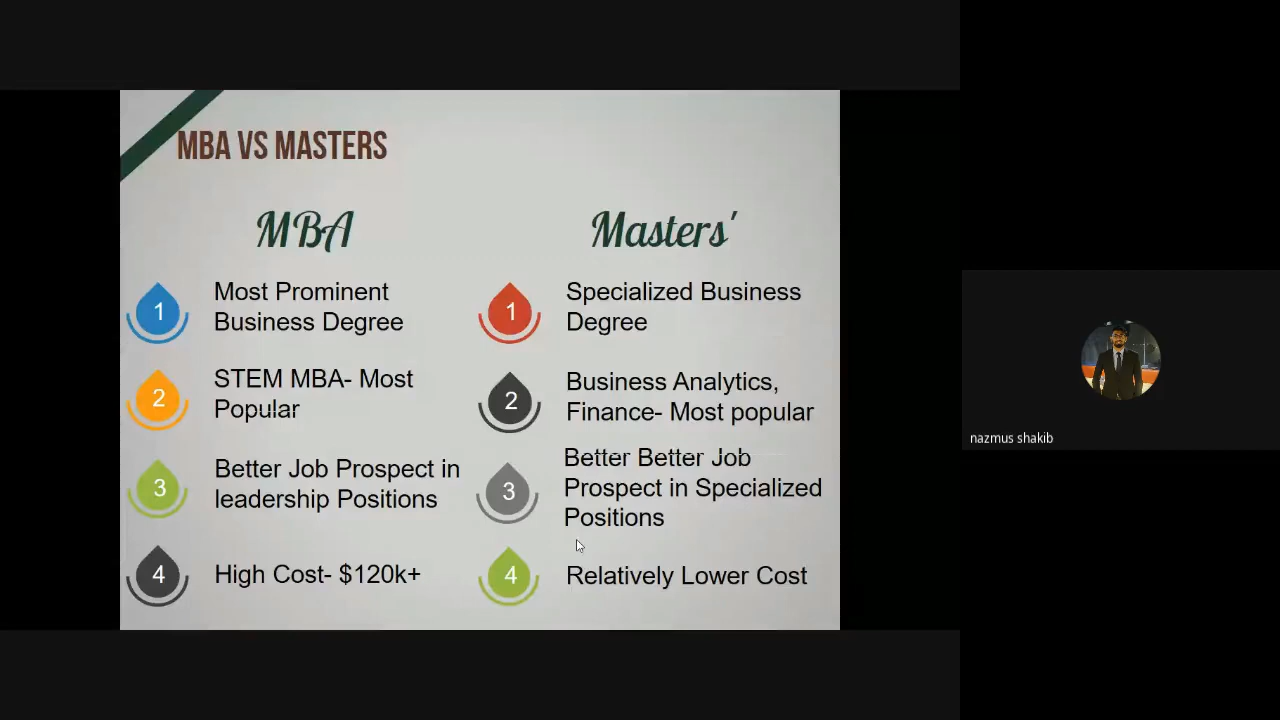 MBA VS MASTERS
MBA
1
Most Prominent
Business Degree
2
STEM MBA- Most
Popular
3
Better Job Prospect in
leadership Positions
4
High Cost- $120k+
Masters'
1
Specialized Business
Degree
2
Business Analytics,
Finance- Most popular
3
Better Better Job
Prospect in Specialized
Positions
4
Relatively Lower Cost
nazmus shakib